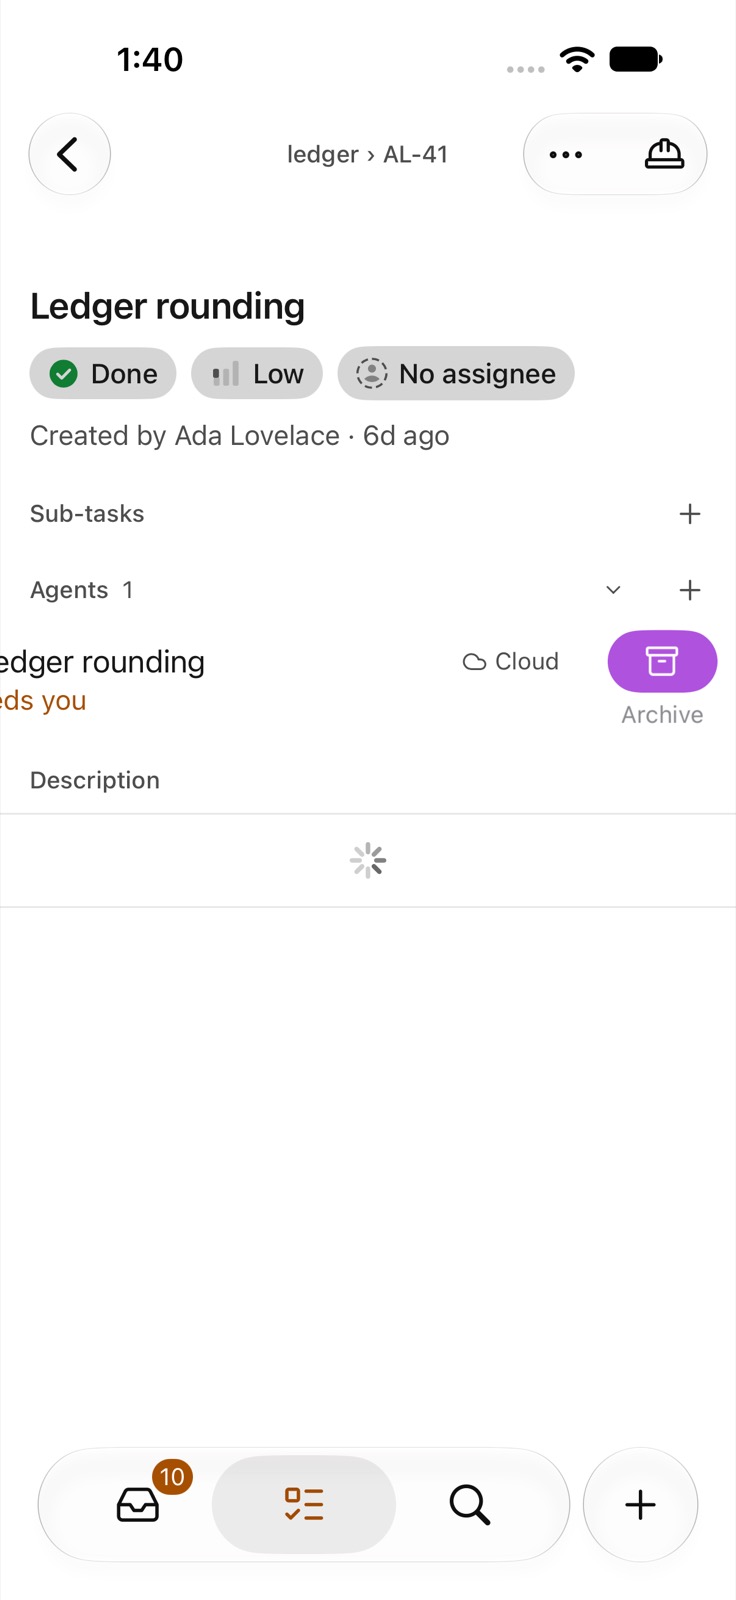 1:40
ledger › AL-41
Ledger rounding
Done
Low
No assignee
Created by Ada Lovelace · 6d ago
Sub-tasks
Agents 1
edger rounding
Cloud
eds you
Archive
Description
10